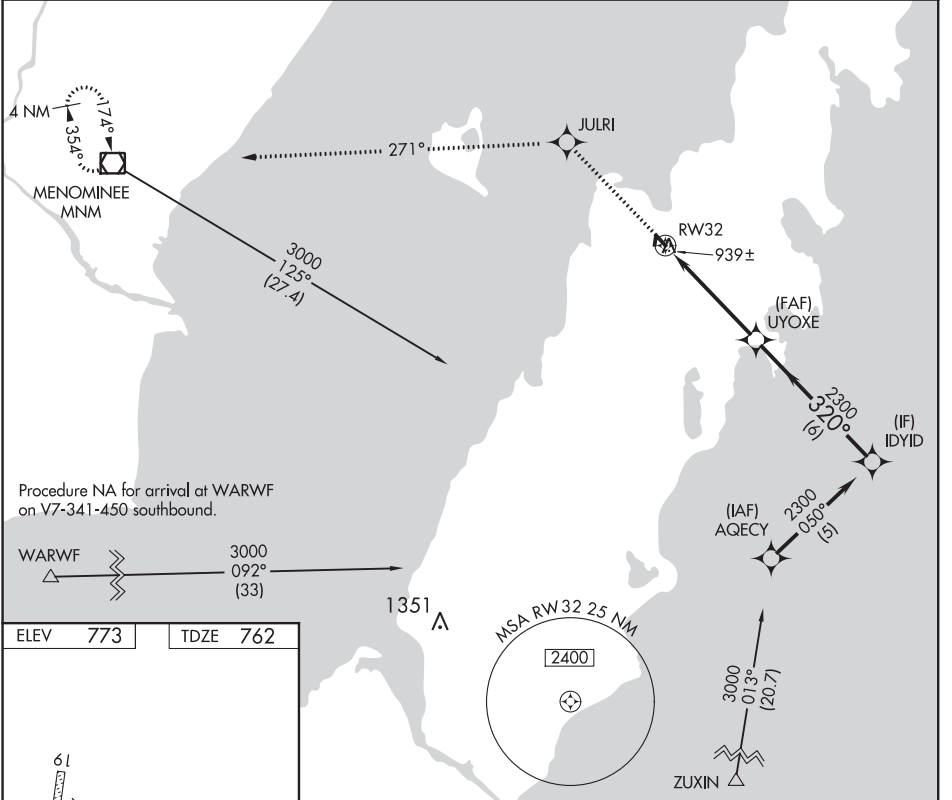 JULRI
4 NM
174°
354°
271°
MENOMINEE
MNM
RW32
939±
3000
125°
(27.4)
(FAF)
UYOXE
2300
320°
(6)
(IF)
IDYID
Procedure NA for arrival at WARWF
on V7-341-450 southbound.
2300
050°
(5)
(IAF)
AQECY
WARWF
3000
092°
(33)
1351
MSA RW32 25 NM
2400
ELEV 773
TDZE 762
3000
013°
(20.7)
19
ZUXIN